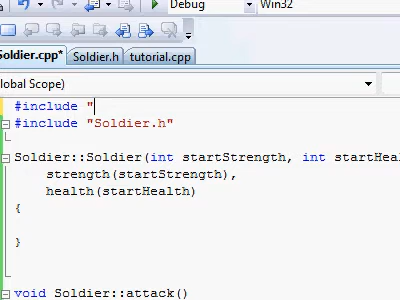 Debug Win32
Soldier.cpp* Soldier.h tutorial.cpp
lobal Scope)
#include "
#include "Soldier.h"
Soldier::Soldier(int startStrength, int startHeal
strength(startStrength),
health(startHealth)
{
}
void Soldier::attack()